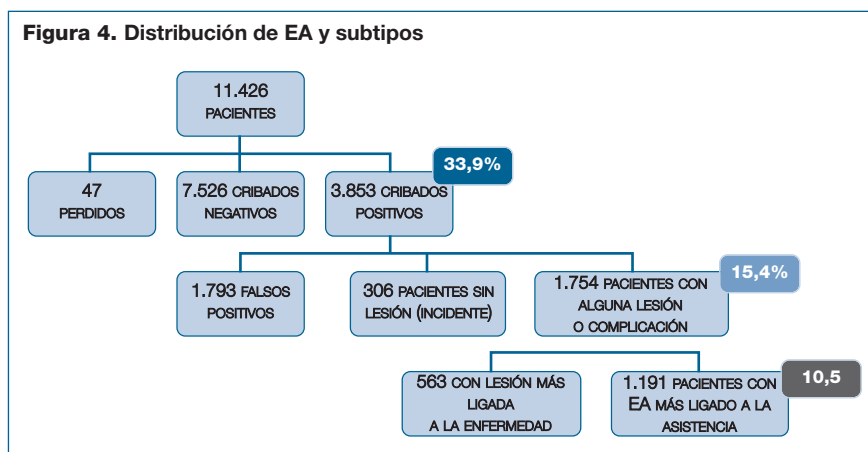 Figura 4. Distribución de EA y subtipos
11.426
PACIENTES
33,9%
47
PERDIDOS
7.526 CRIBADOS
NEGATIVOS
3.853 CRIBADOS
POSITIVOS
15,4%
1.793 FALSOS
POSITIVOS
306 PACIENTES SIN
LESIÓN (INCIDENTE)
1.754 PACIENTES CON
ALGUNA LESIÓN
O COMPLICACIÓN
10,5
563 CON LESIÓN MÁS
LIGADA
A LA ENFERMEDAD
1.191 PACIENTES CON
EA MÁS LIGADO A LA
ASISTENCIA